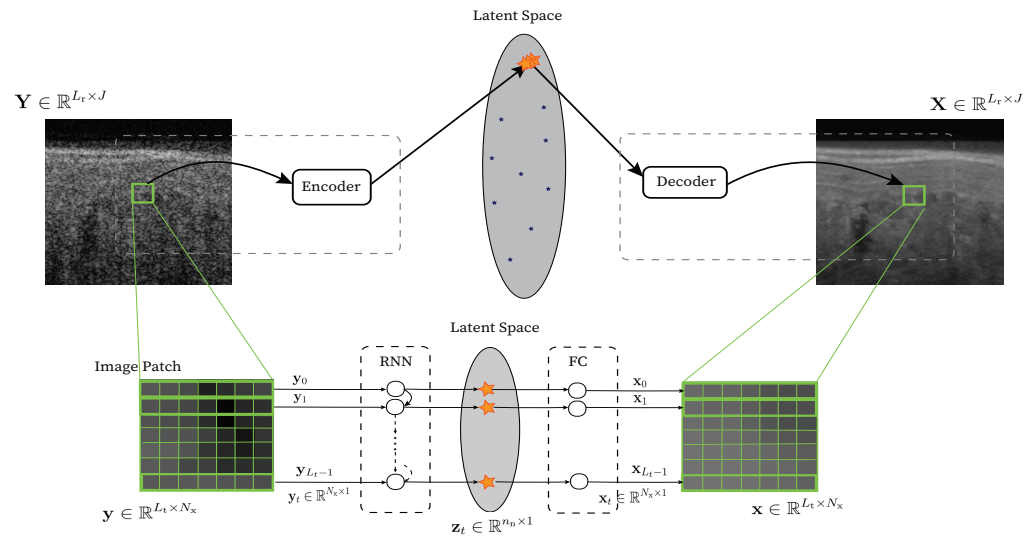 Latent Space
𝐘 ∈ ℝ^{L_r×J}
𝐗 ∈ ℝ^{L_r×J}
Encoder
Decoder
Latent Space
Image Patch
RNN
FC
𝐲_0
𝐱_0
𝐲_1
𝐱_1
𝐲_{L_t−1}
𝐱_{L_t−1}
𝐲_t ∈ ℝ^{N_x×1}
𝐱_t ∈ ℝ^{N_x×1}
𝐲 ∈ ℝ^{L_t×N_x}
𝐳_t ∈ ℝ^{n_n×1}
𝐱 ∈ ℝ^{L_t×N_x}